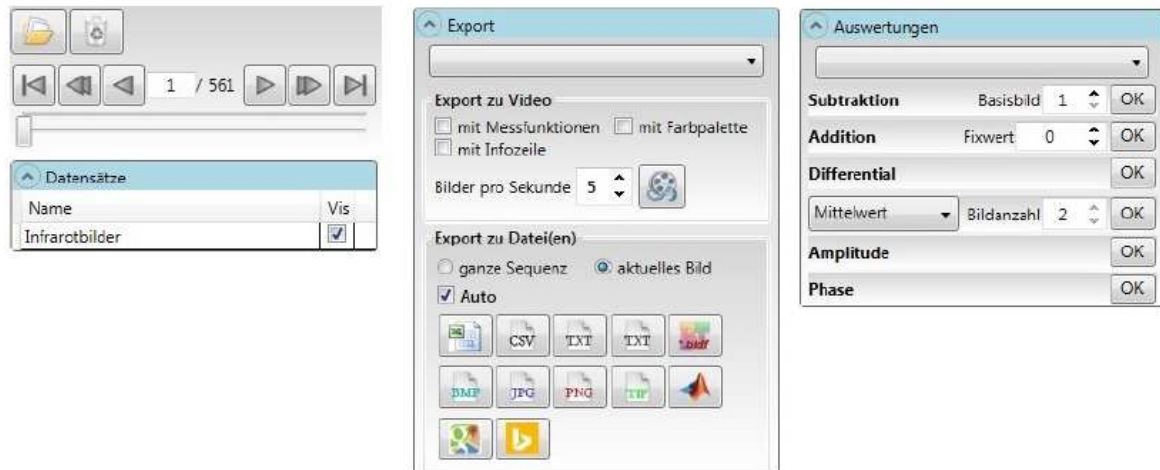 1 / 561
Datensätze
Name Vis
Infrarotbilder
Export
Export zu Video
mit Messfunktionen mit Farbpalette
mit Infozeile
Bilder pro Sekunde 5
Export zu Datei(en)
ganze Sequenz aktuelles Bild
Auto
CSV TXT TXT
BMP JPG PNG TIF
Auswertungen
Subtraktion Basisbild 1 OK
Addition Fixwert 0 OK
Differential OK
Mittelwert Bildanzahl 2 OK
Amplitude OK
Phase OK